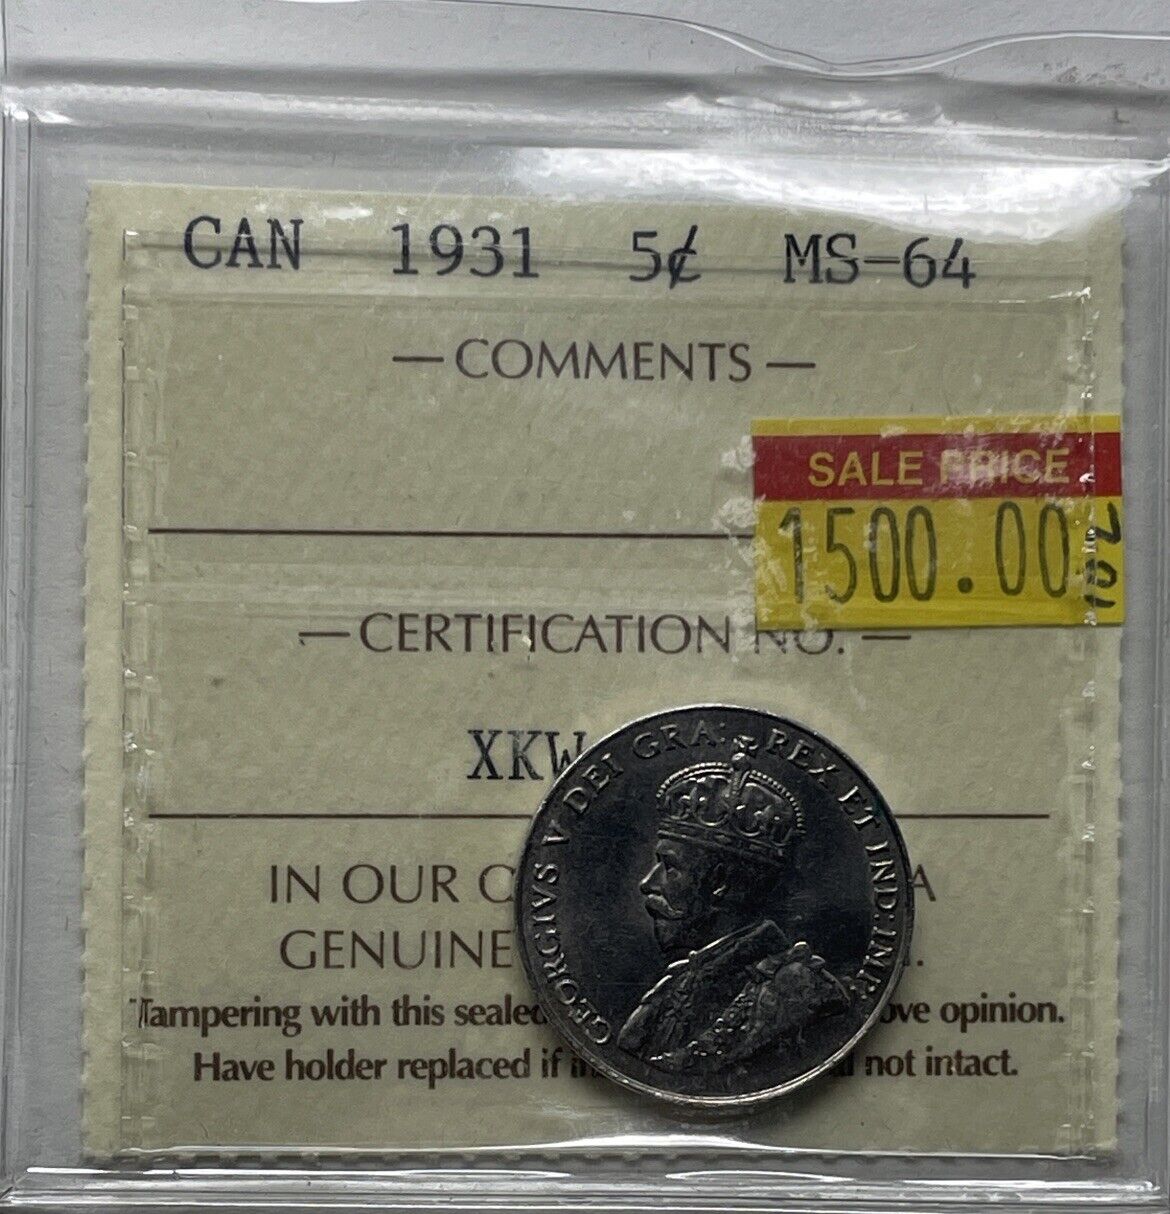 CAN 1931 5¢ MS-64
— COMMENTS —
SALE PRICE
1500.00
— CERTIFICATION NO. —
XKW
GEORGIVS V DEI GRA: REX ET IND: IMP:
IN OUR
GENUINE
Tampering with this sealed ove opinion.
Have holder replaced if not intact.